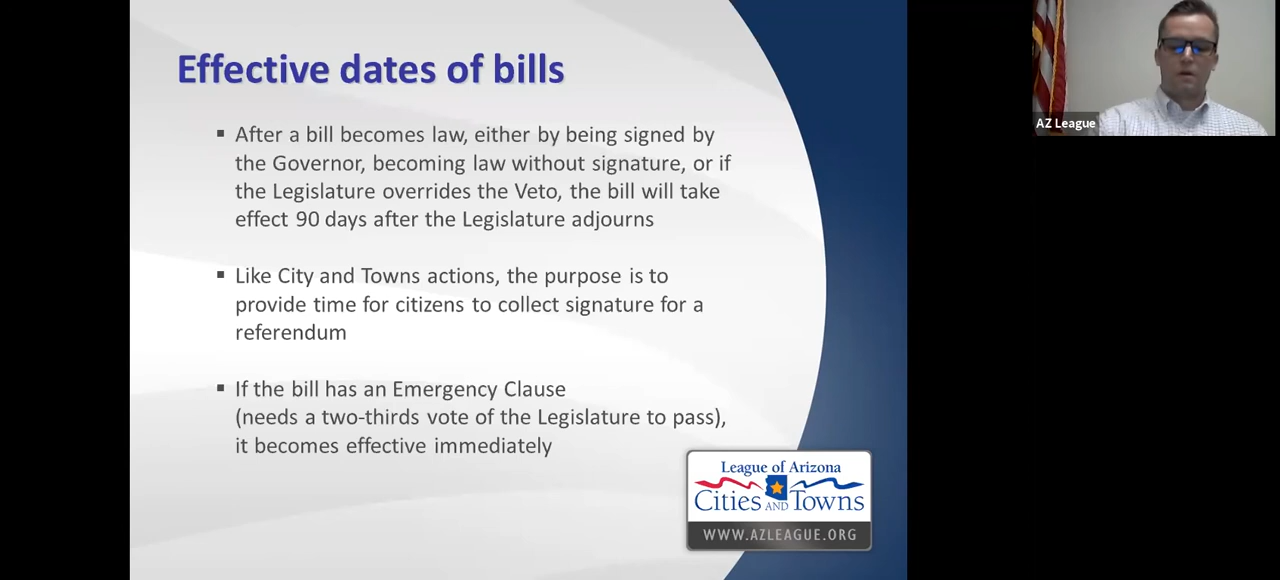 Effective dates of bills
▪ After a bill becomes law, either by being signed by
the Governor, becoming law without signature, or if
the Legislature overrides the Veto, the bill will take
effect 90 days after the Legislature adjourns
▪ Like City and Towns actions, the purpose is to
provide time for citizens to collect signature for a
referendum
▪ If the bill has an Emergency Clause
(needs a two-thirds vote of the Legislature to pass),
it becomes effective immediately
League of Arizona
Cities AND Towns
WWW.AZLEAGUE.ORG
AZ League